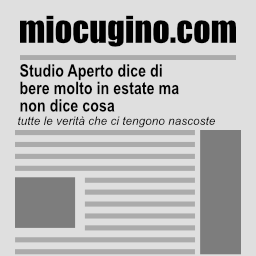 miocugino.com
Studio Aperto dice di
bere molto in estate ma
non dice cosa
tutte le verità che ci tengono nascoste